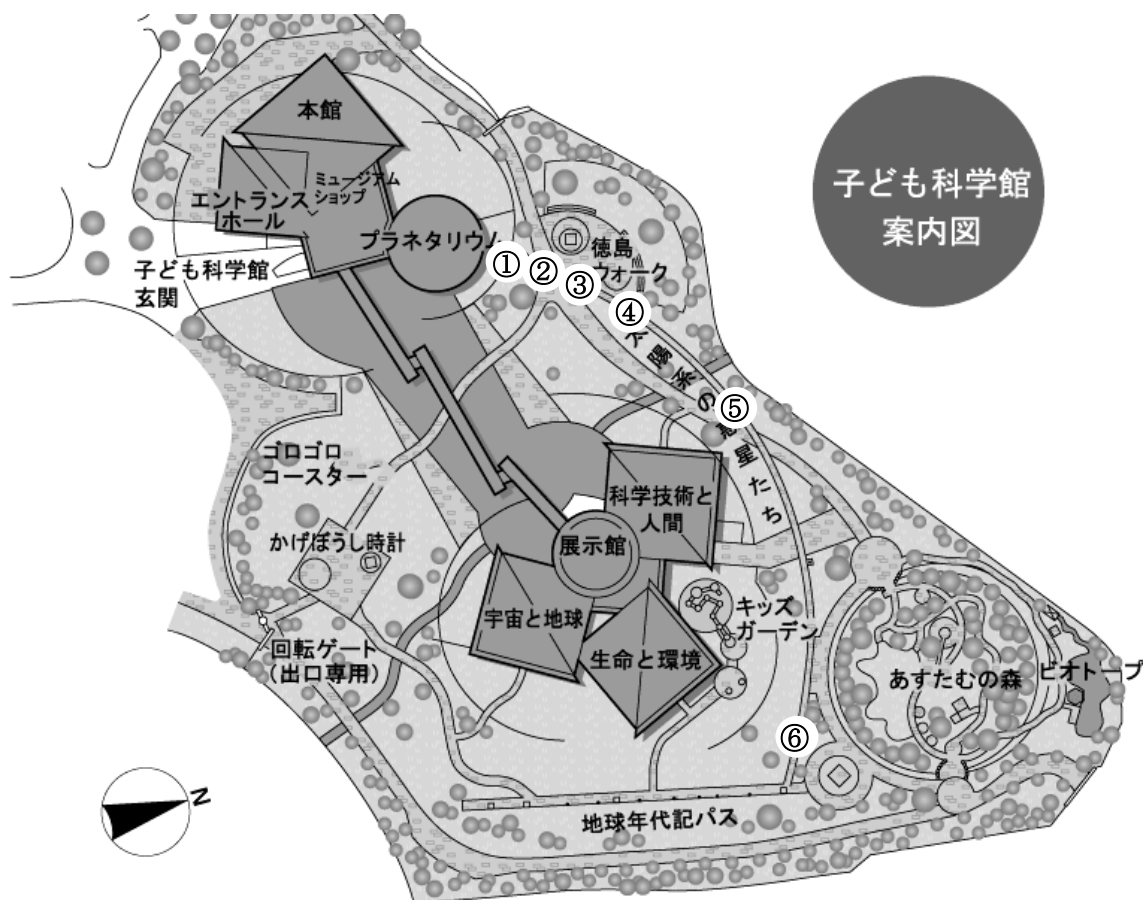 子ども科学館
案内図
本館
ミュージアム
ショップ
エントランス
ホール
プラネタリウム
子ども科学館
玄関
徳島
ウォーク
①
②
③
④
⑤
⑥
太陽系の惑星たち
ゴロゴロ
コースター
かげぼうし時計
回転ゲート
(出口専用)
科学技術と
人間
展示館
宇宙と地球
生命と環境
キッズ
ガーデン
あすたむの森
ビオトープ
地球年代記パス
N